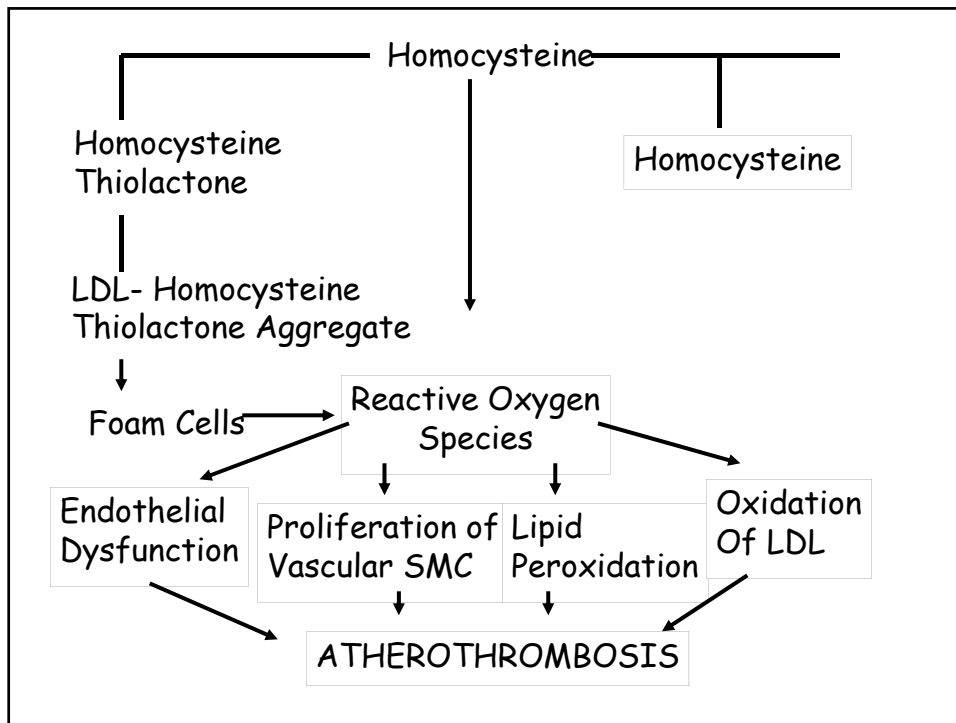 Homocysteine
Homocysteine
Thiolactone
Homocysteine
LDL- Homocysteine
Thiolactone Aggregate
Foam Cells
Reactive Oxygen
Species
Endothelial
Dysfunction
Proliferation of
Vascular SMC
Lipid
Peroxidation
Oxidation
Of LDL
ATHEROTHROMBOSIS